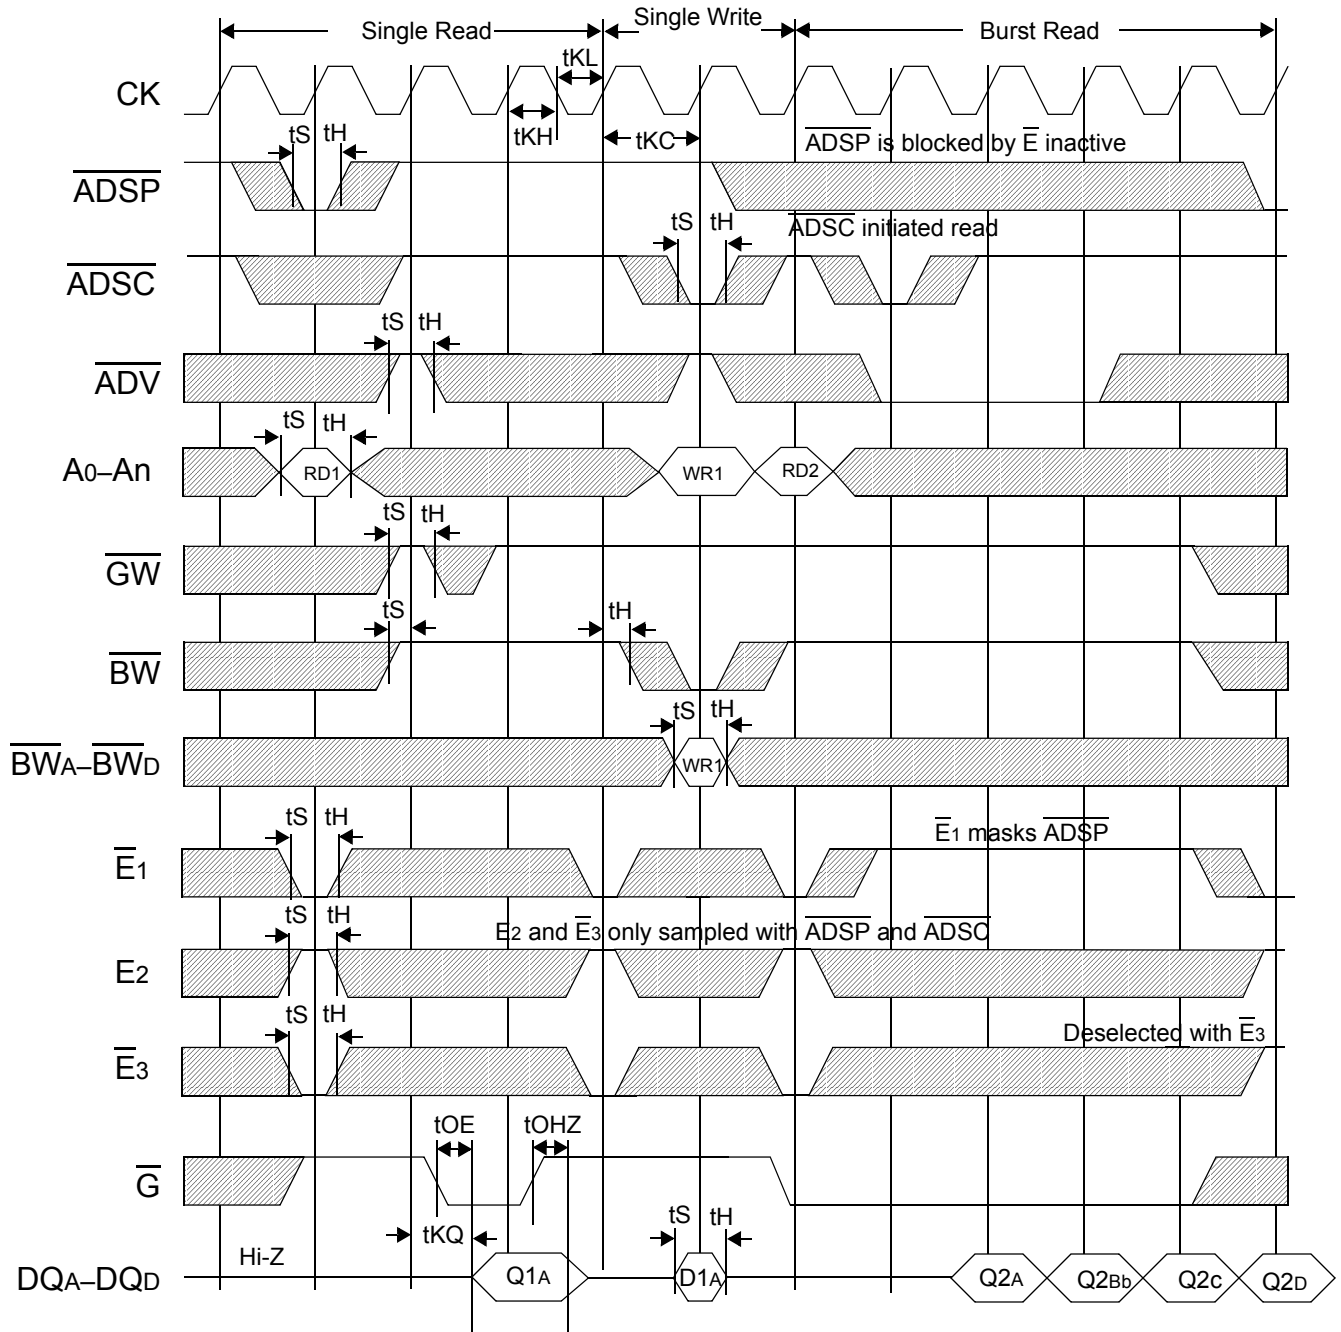 Single Read
Single Write
Burst Read
CK
tKL
tKH
tKC
ADSP is blocked by E inactive
ADSP
tS tH
ADSC initiated read
ADSC
tS tH
ADV
tS tH
A0–An
tS tH
RD1
WR1
RD2
GW
tS tH
BW
tS
tH
BWA–BWD
tS tH
WR1
E1 masks ADSP
E1
tS tH
E2 and E3 only sampled with ADSP and ADSC
E2
tS tH
Deselected with E3
E3
tS tH
G
tOE
tOHZ
tKQ
tS tH
DQA–DQD
Hi-Z
Q1A
D1A
Q2A
Q2Bb
Q2c
Q2D